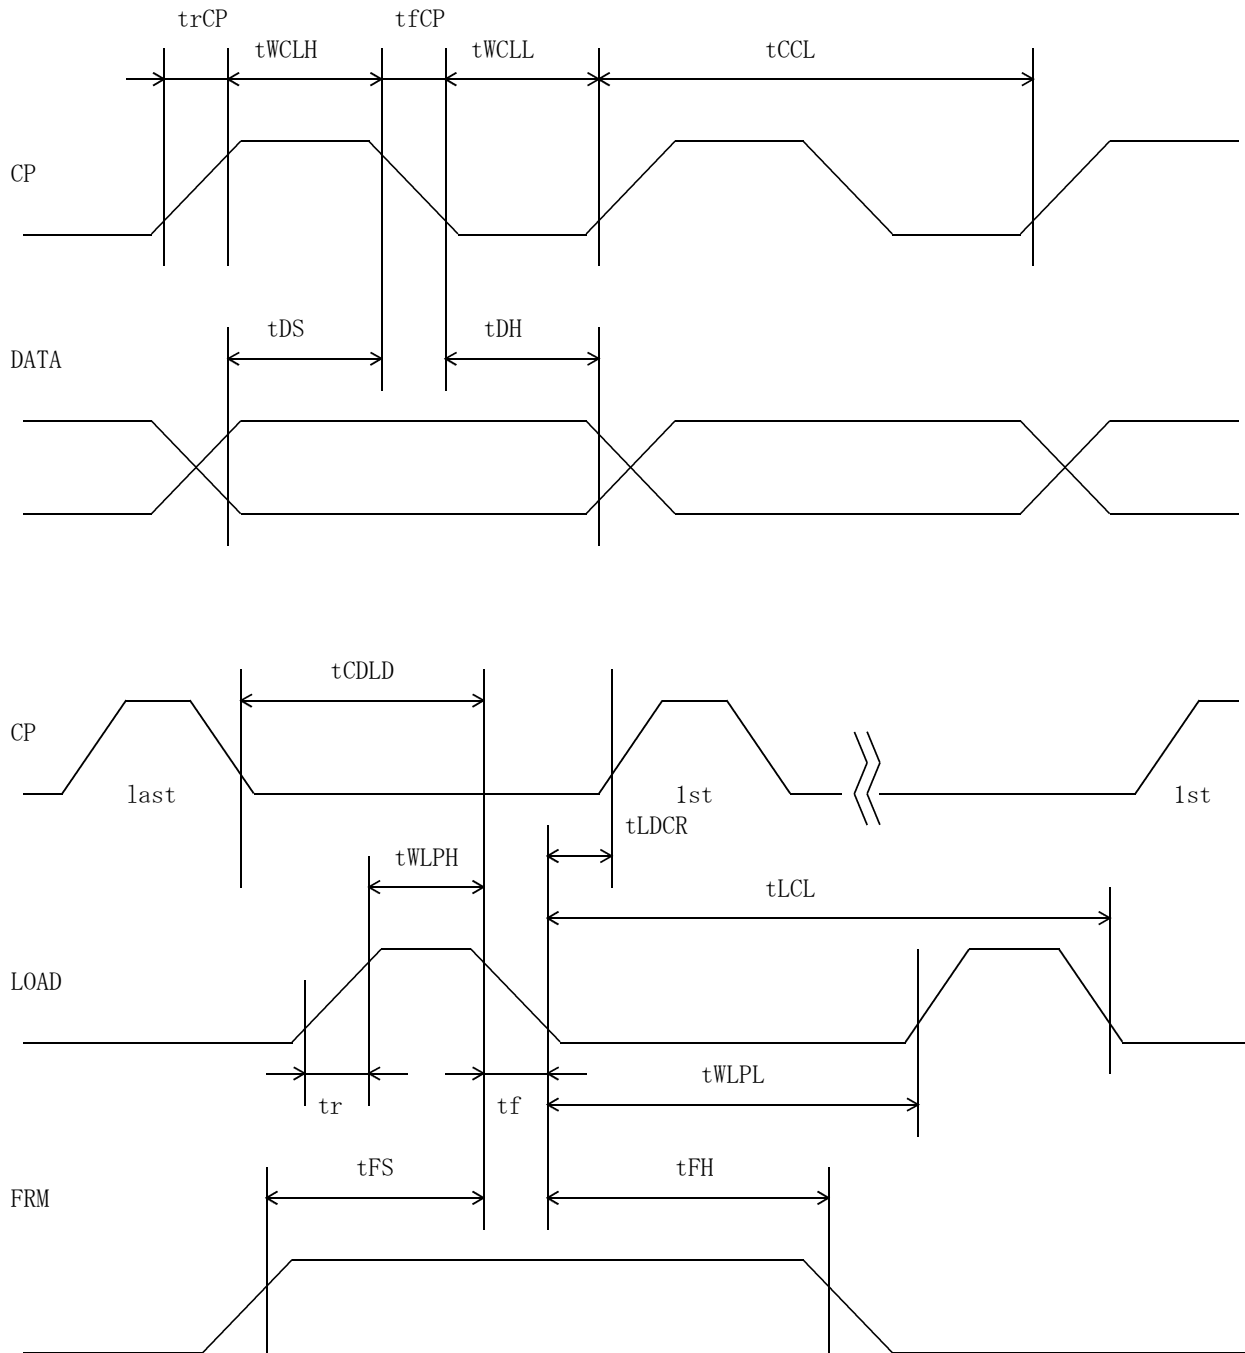 trCP tfCP
tWCLH tWCLL tCCL
CP
tDS tDH
DATA
tCDLD
CP
last 1st 1st
tLDCR
tWLPH
tLCL
LOAD
tWLPL
tr tf
tFS tFH
FRM